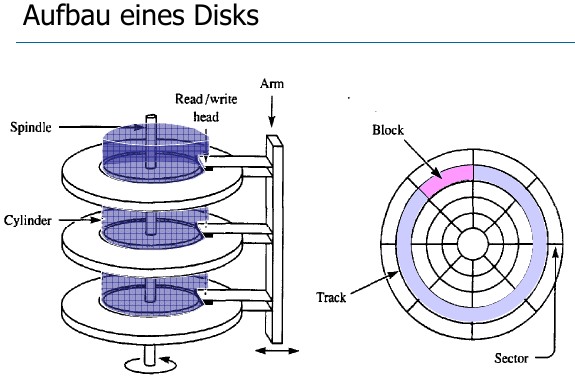 Aufbau eines Disks
Arm
Read/write
head
Spindle
Cylinder
Block
Track
Sector